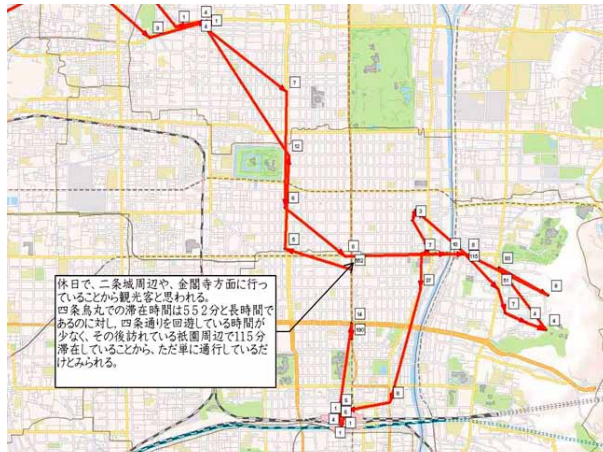 休日で、二条城周辺や、金閣寺方面に行っ
ていることから観光客と思われる。
四条烏丸での滞在時間は552分と長時間で
あるのに対し、四条通りを回遊している時間が
少なく、その後訪れている祇園周辺で115分
滞在していることから、ただ単に通行しているだ
けとみられる。
7
12
552
7
10
115
14